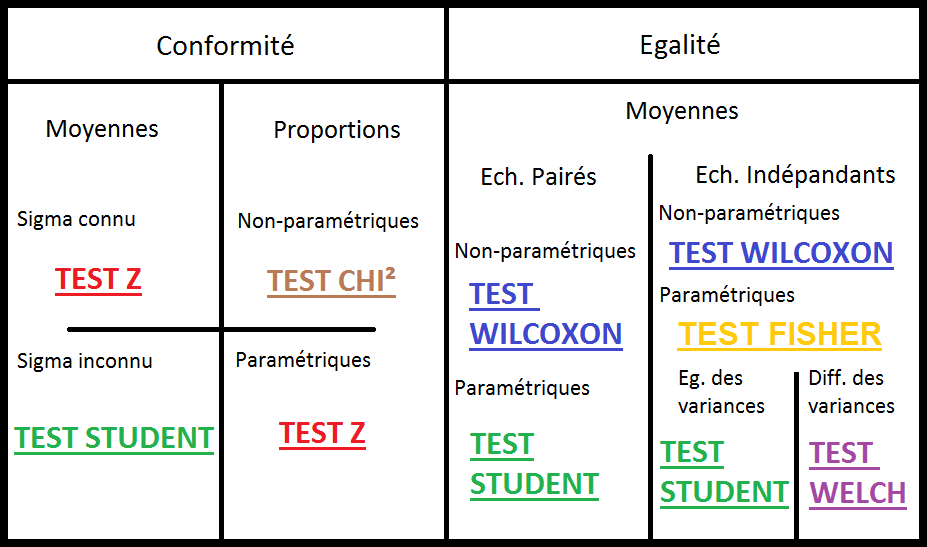 Conformité
Egalité
Moyennes
Proportions
Sigma connu
TEST Z
Non-paramétriques
TEST CHI²
Sigma inconnu
TEST STUDENT
Paramétriques
TEST Z
Moyennes
Ech. Pairés
Non-paramétriques
TEST
WILCOXON
Paramétriques
TEST
STUDENT
Ech. Indépandants
Non-paramétriques
TEST WILCOXON
Paramétriques
TEST FISHER
Eg. des
variances
TEST
STUDENT
Diff. des
variances
TEST
WELCH